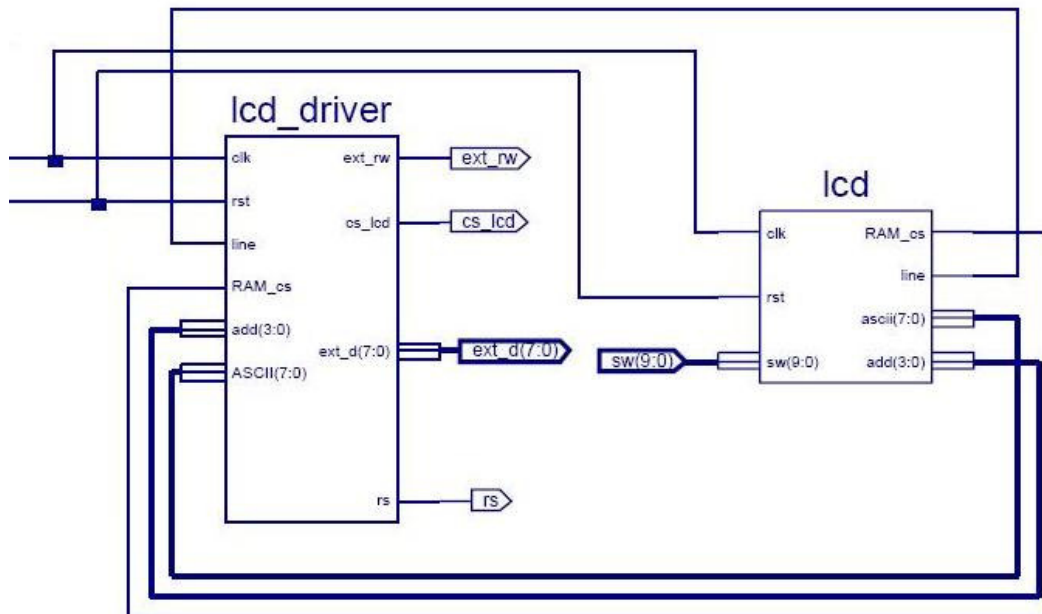 lcd_driver
clk
ext_rw
ext_rw
rst
cs_lcd
cs_lcd
line
RAM_cs
add(3:0)
ext_d(7:0)
ext_d(7:0)
ASCII(7:0)
rs
rs
lcd
clk
RAM_cs
line
rst
ascii(7:0)
sw(9:0)
sw(9:0)
add(3:0)